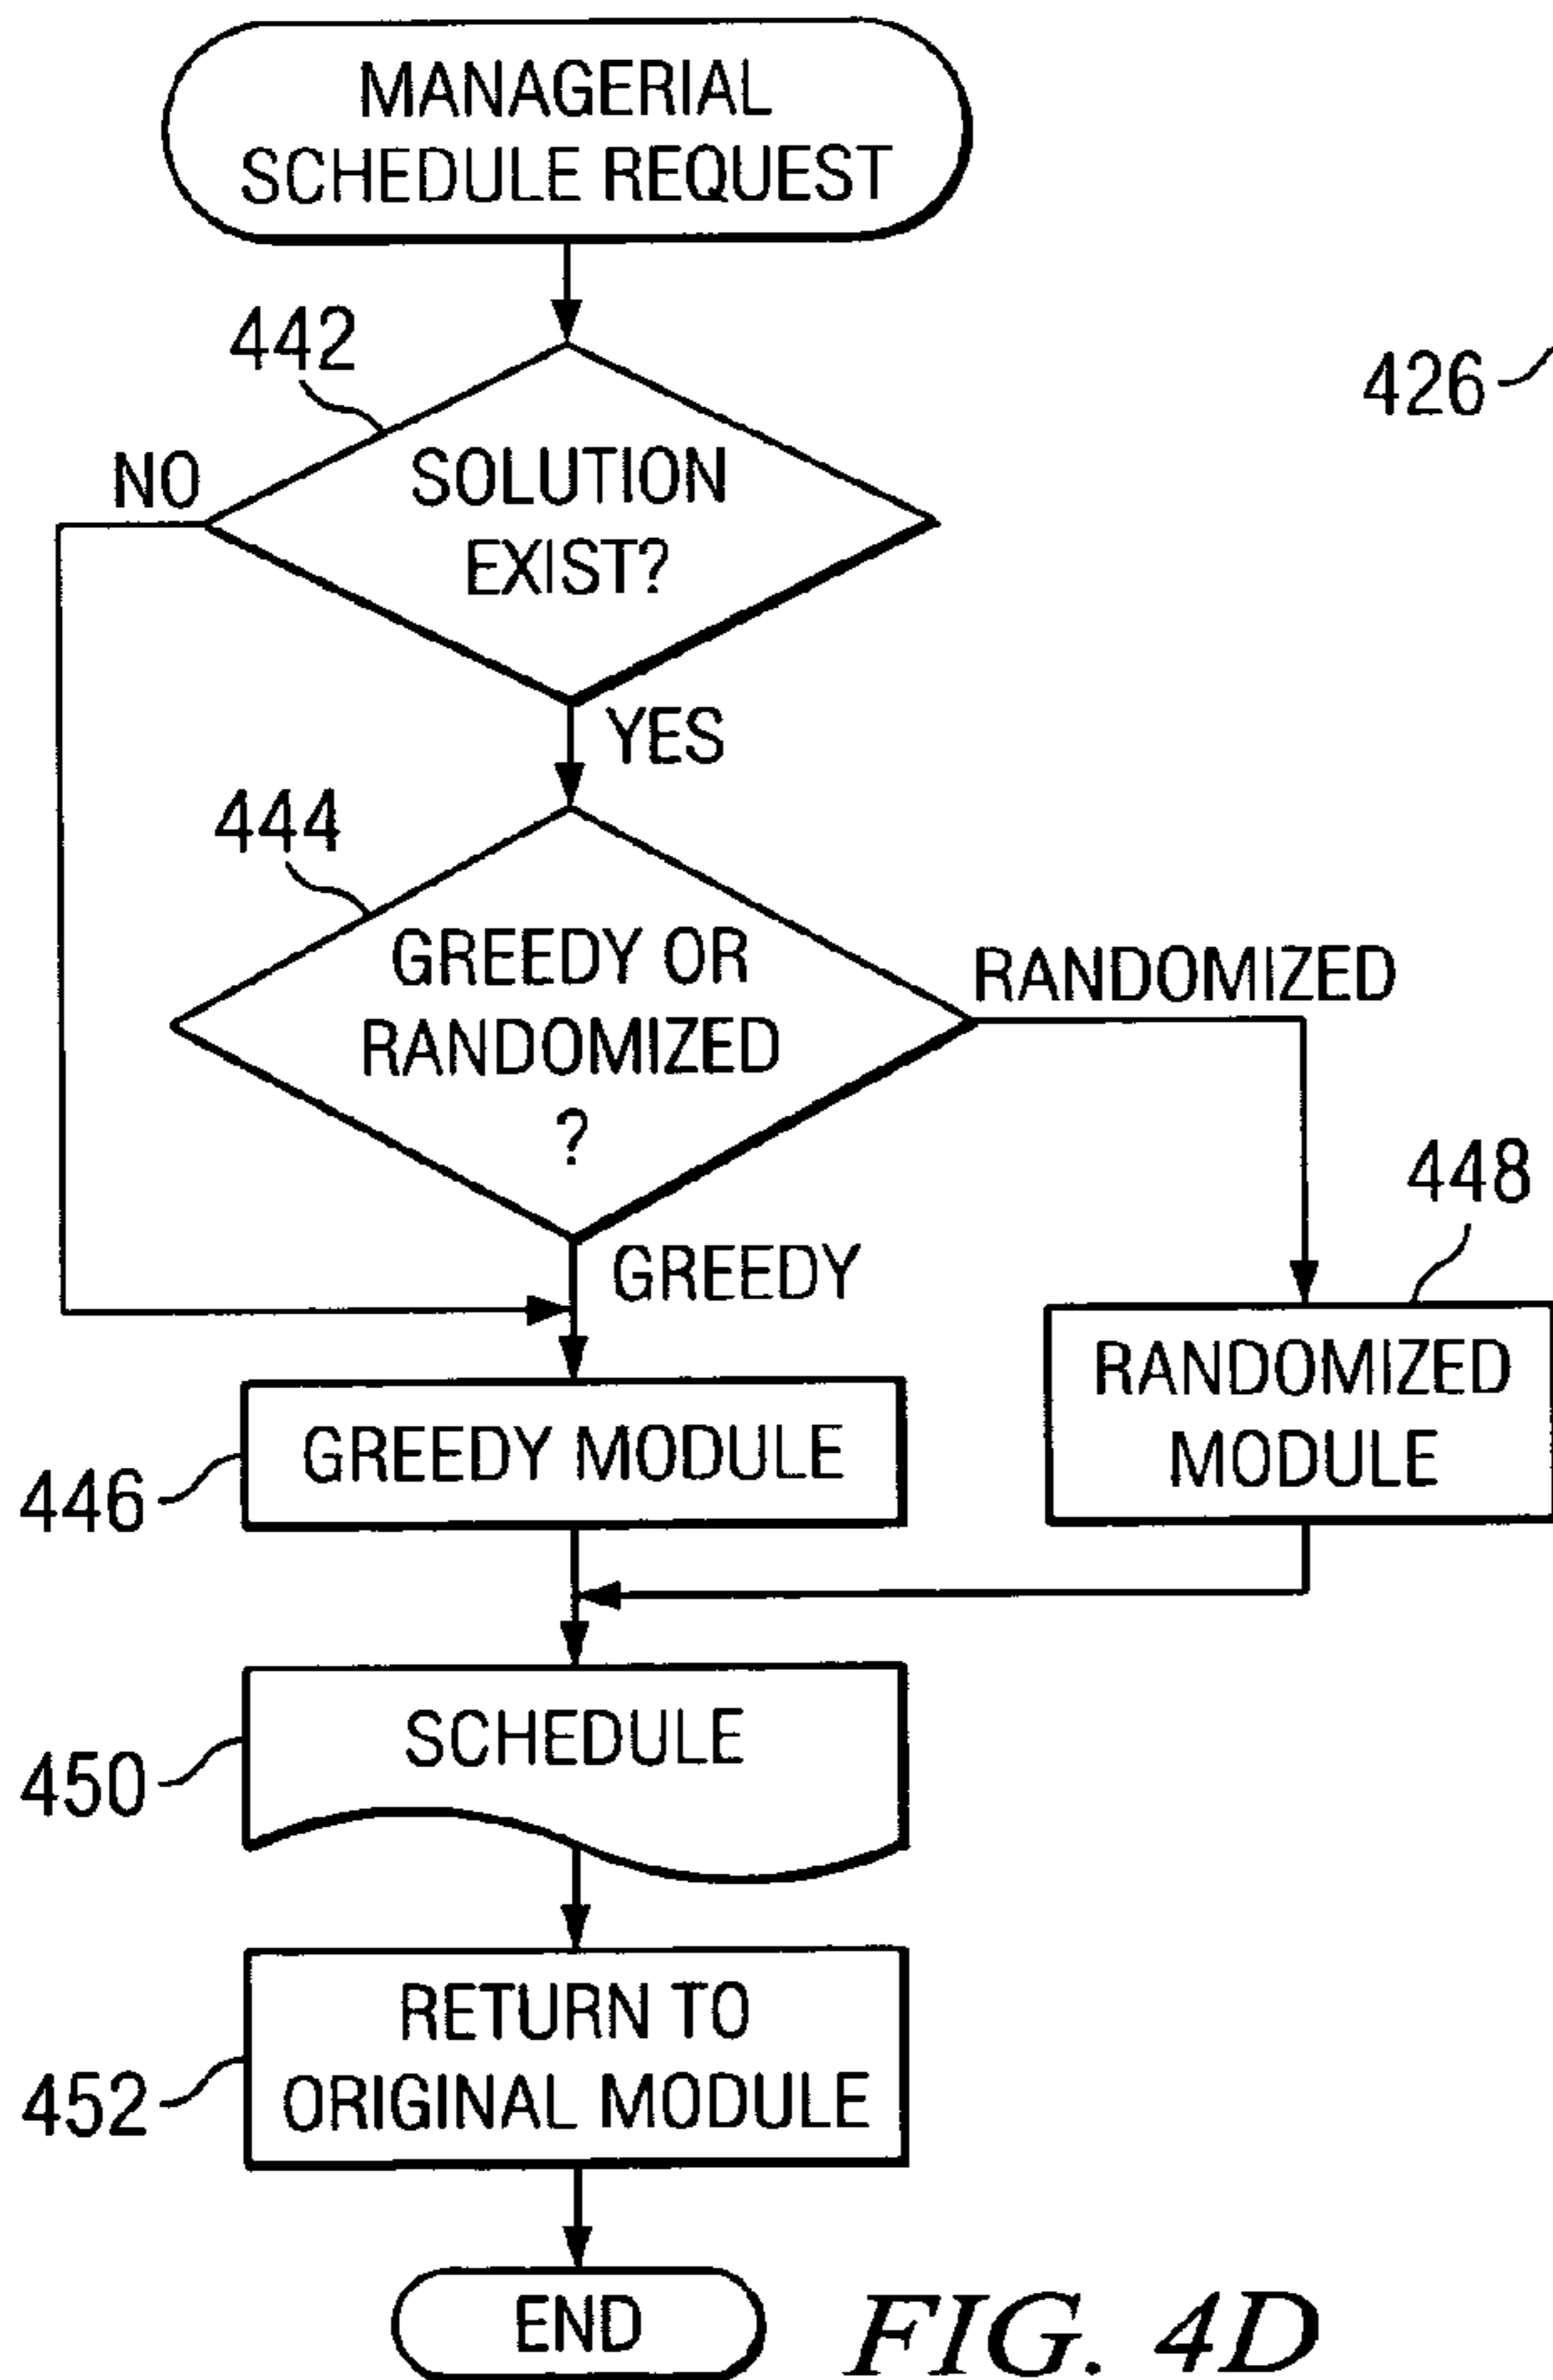 MANAGERIAL
SCHEDULE REQUEST
442
426
NO
SOLUTION
EXIST?
YES
444
GREEDY OR
RANDOMIZED
?
RANDOMIZED
GREEDY
448
RANDOMIZED
MODULE
GREEDY MODULE
446
SCHEDULE
450
RETURN TO
ORIGINAL MODULE
452
END
FIG. 4D